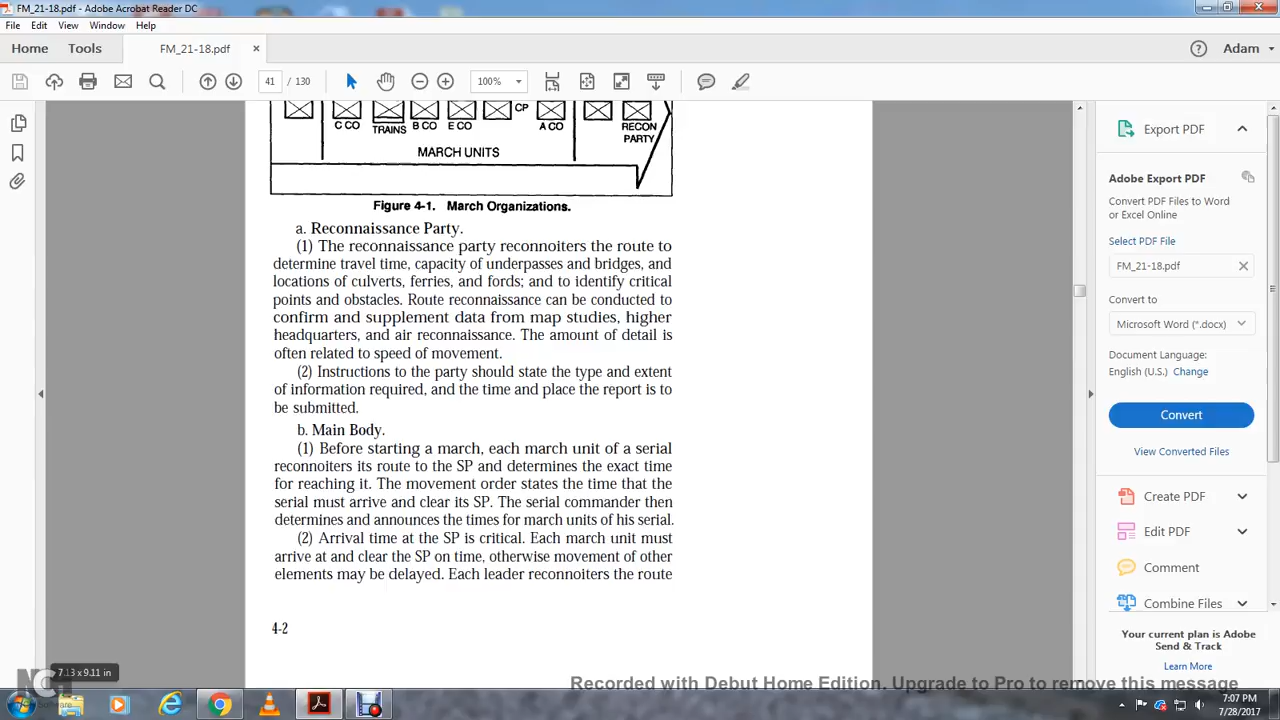 FM_21-18.pdf - Adobe Acrobat Reader DC
File Edit View Window Help
Home Tools FM_21-18.pdf × Adam
41 / 130 100%
C CO TRAINS B CO E CO CP A CO RECON
PARTY
MARCH UNITS
Figure 4-1. March Organizations.
a. Reconnaissance Party.
(1) The reconnaissance party reconnoiters the route to
determine travel time, capacity of underpasses and bridges, and
locations of culverts, ferries, and fords; and to identify critical
points and obstacles. Route reconnaissance can be conducted to
confirm and supplement data from map studies, higher
headquarters, and air reconnaissance. The amount of detail is
often related to speed of movement.
(2) Instructions to the party should state the type and extent
of information required, and the time and place the report is to
be submitted.
b. Main Body.
(1) Before starting a march, each march unit of a serial
reconnoiters its route to the SP and determines the exact time
for reaching it. The movement order states the time that the
serial must arrive and clear its SP. The serial commander then
determines and announces the times for march units of his serial.
(2) Arrival time at the SP is critical. Each march unit must
arrive at and clear the SP on time, otherwise movement of other
elements may be delayed. Each leader reconnoiters the route
4-2
Export PDF
Adobe Export PDF
Convert PDF Files to Word
or Excel Online
Select PDF File
FM_21-18.pdf
Convert to
Microsoft Word (*.docx)
Document Language:
English (U.S.) Change
Convert
View Converted Files
Create PDF
Edit PDF
Comment
Combine Files
Your current plan is Adobe
Send & Track
Learn More
7.13 x 9.11 in
NCH
Software
Recorded with Debut Home Edition. Upgrade to Pro to remove this message
7:07 PM
7/28/2017